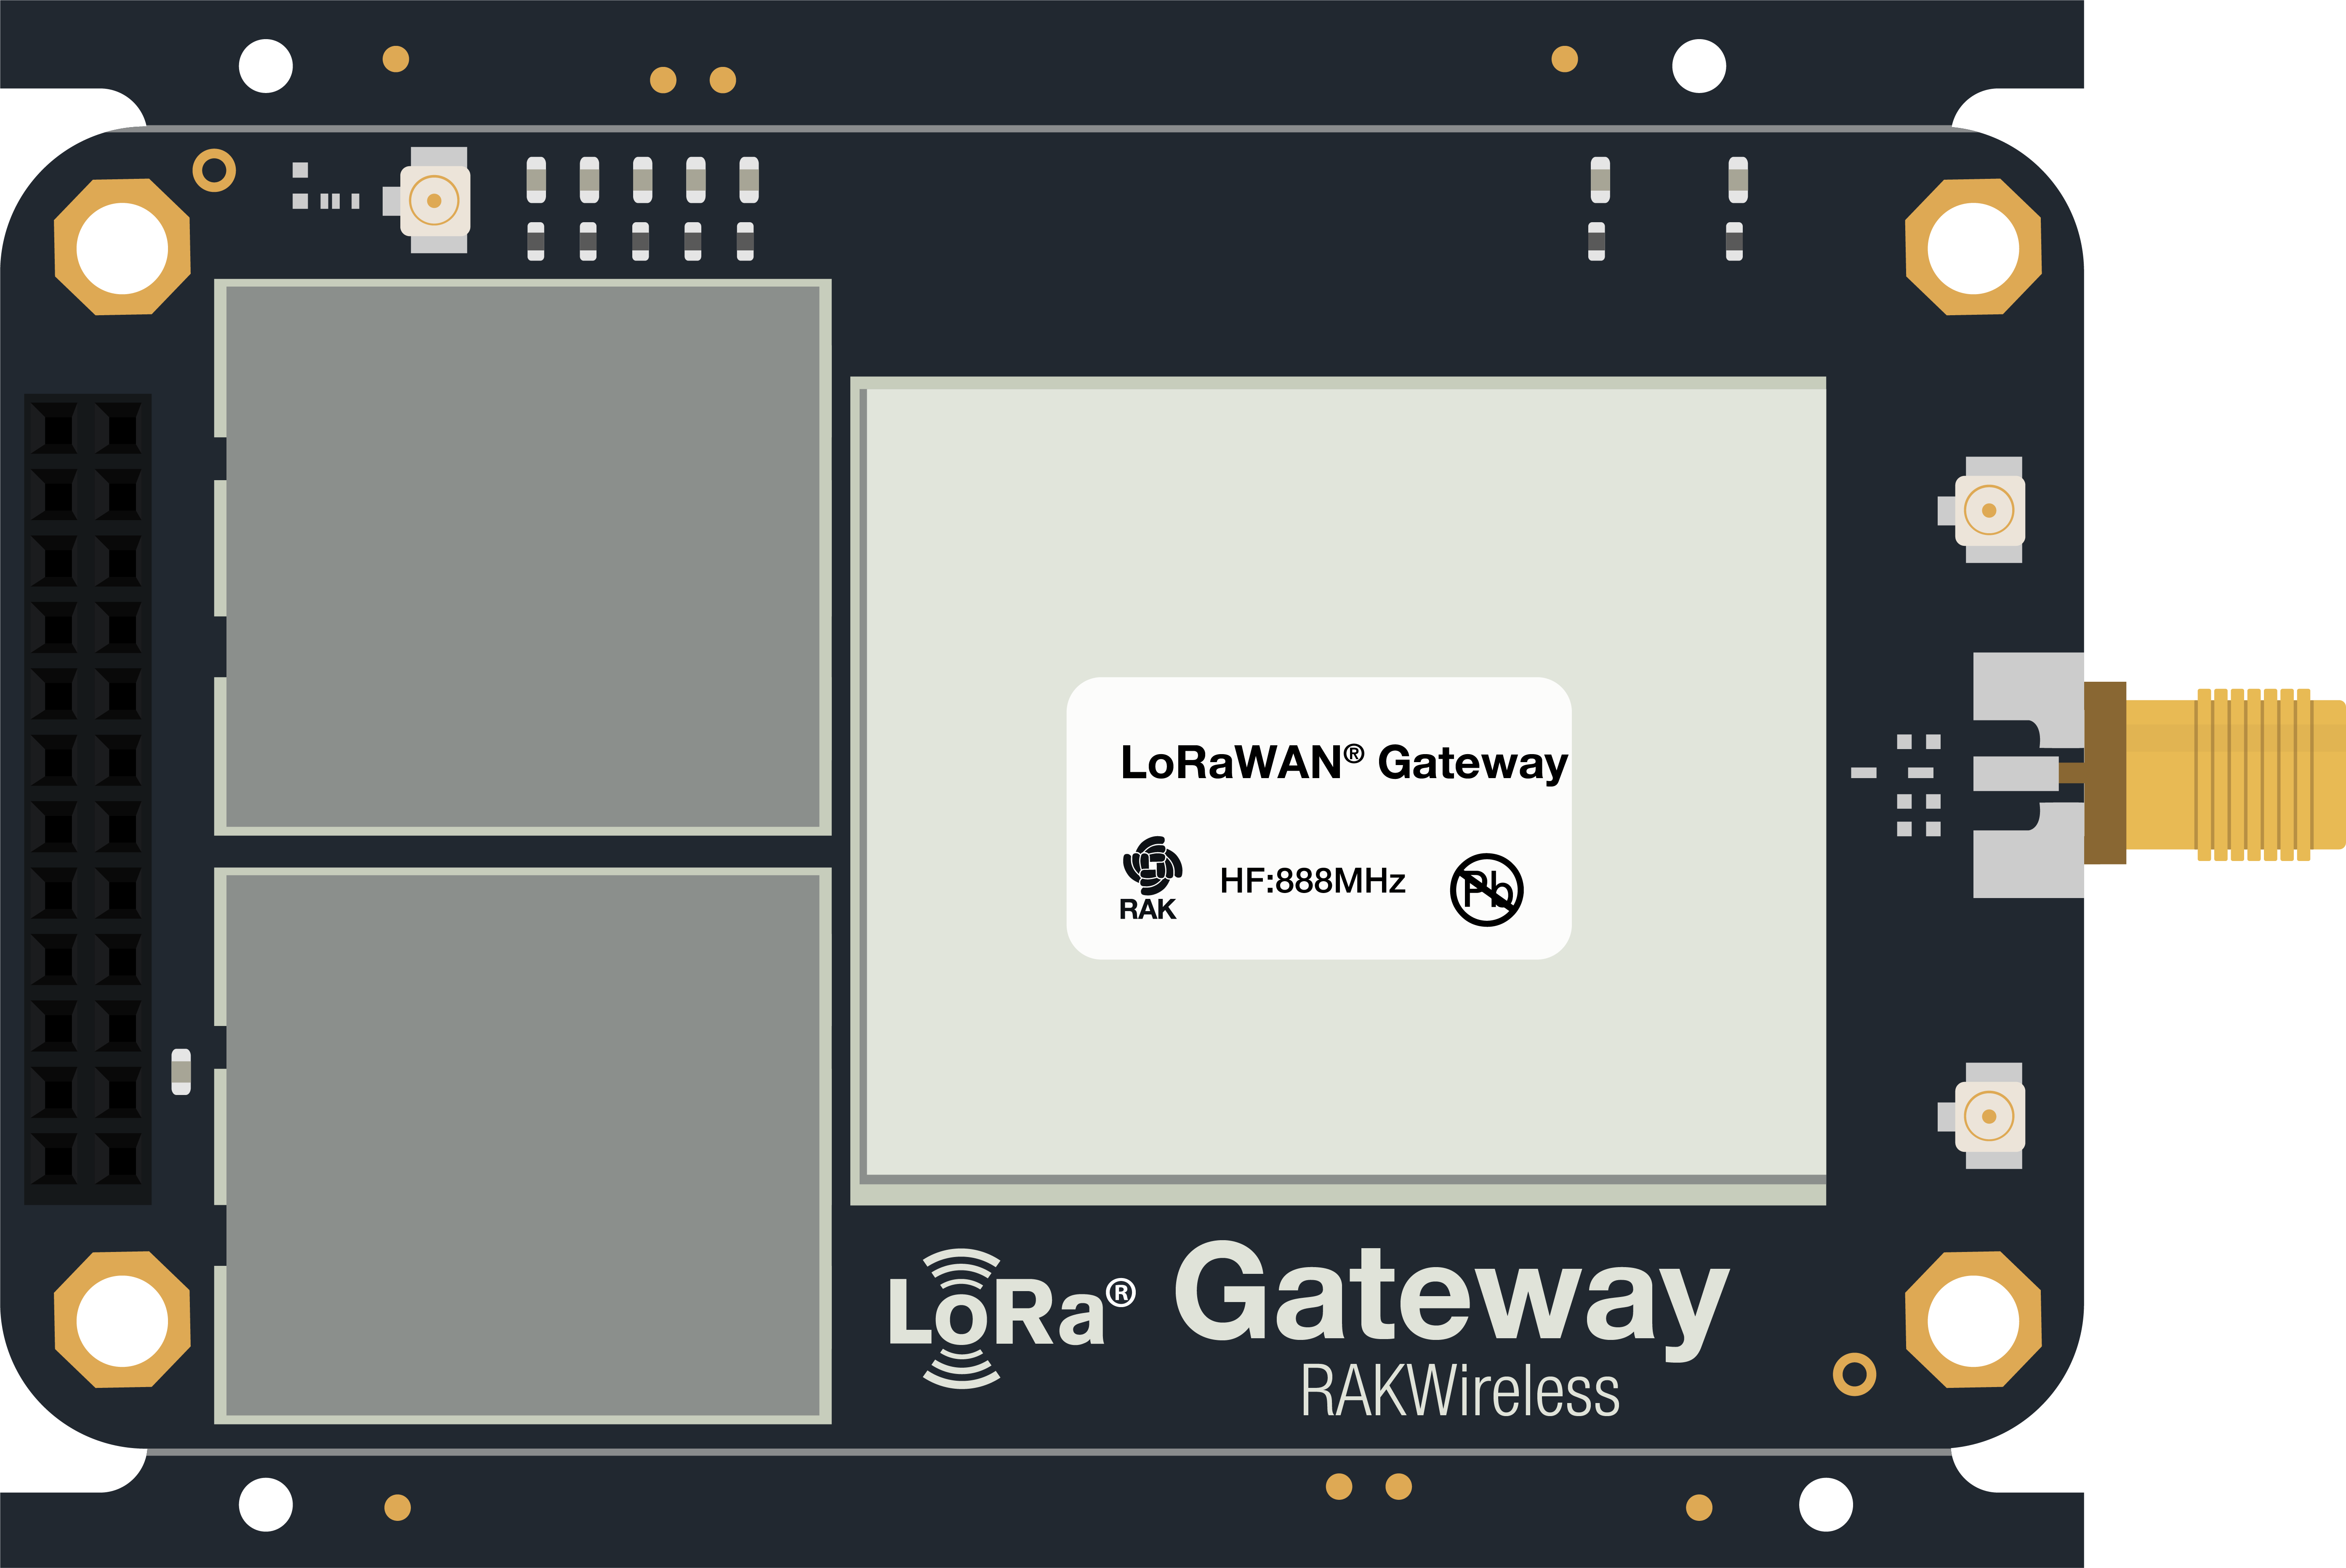 LoRaWAN® Gateway
RAK
HF:888MHz
Pb
LoRa® Gateway
RAKWireless